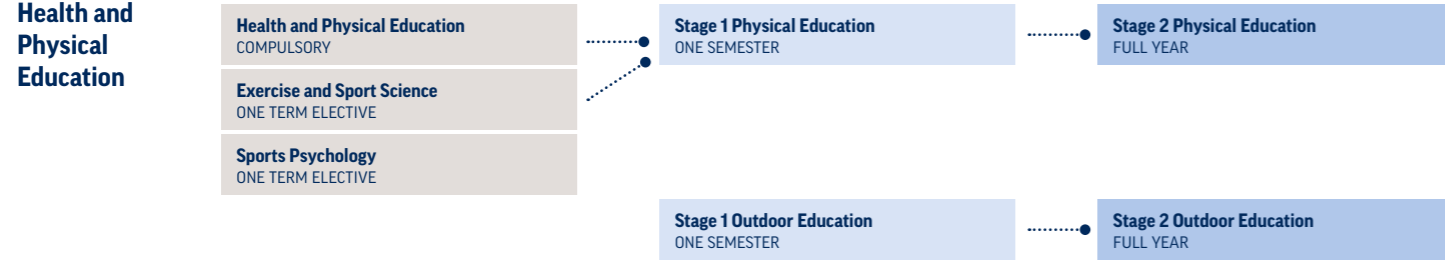 Health and
Physical
Education
Health and Physical Education
COMPULSORY
Exercise and Sport Science
ONE TERM ELECTIVE
Sports Psychology
ONE TERM ELECTIVE
Stage 1 Physical Education
ONE SEMESTER
Stage 2 Physical Education
FULL YEAR
Stage 1 Outdoor Education
ONE SEMESTER
Stage 2 Outdoor Education
FULL YEAR